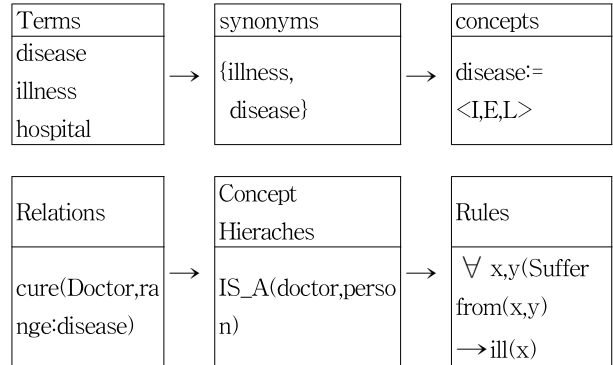 Terms
disease
illness
hospital
→
synonyms
{illness,
disease}
→
concepts
disease:=
<I,E,L>
Relations
cure(Doctor,ra
nge:disease)
→
Concept
Hieraches
IS_A(doctor,perso
n)
→
Rules
∀ x,y(Suffer
from(x,y)
→ill(x)